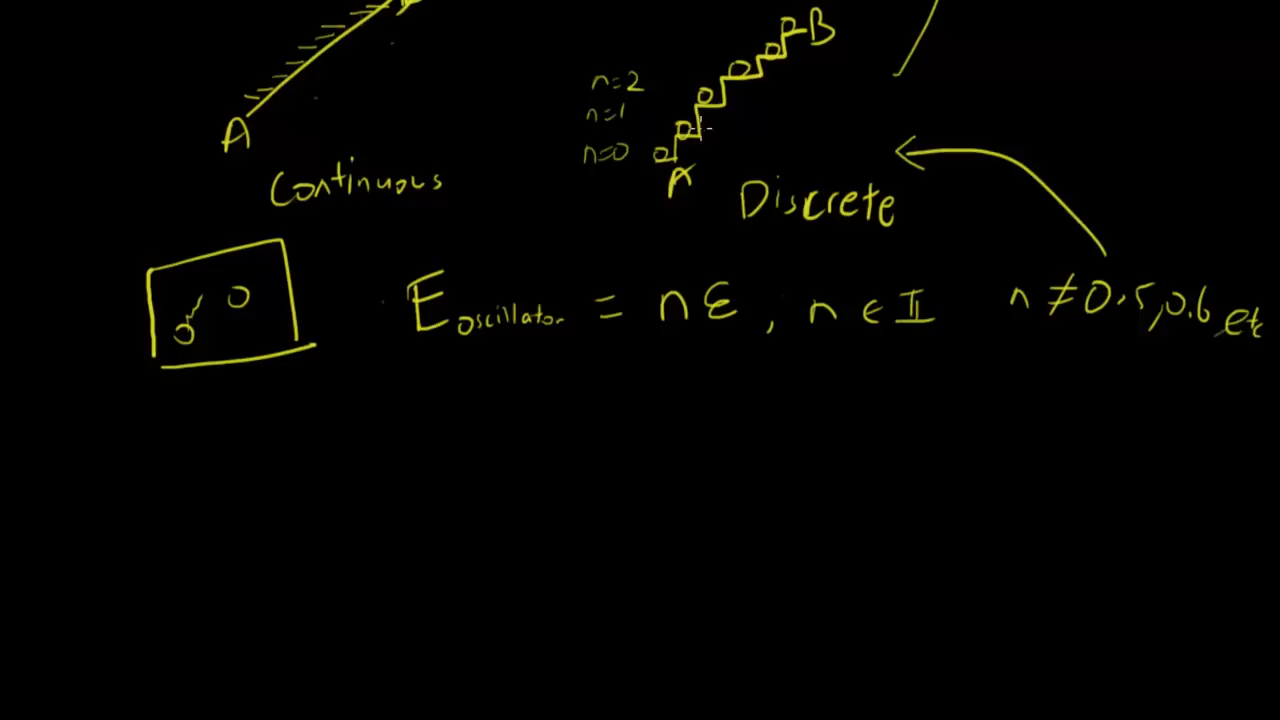 B
n=2
n=1
n=0
A
A
Continuous
Discrete
E oscillator = nε , n ∈ I n ≠ 0.5, 0.6 etc